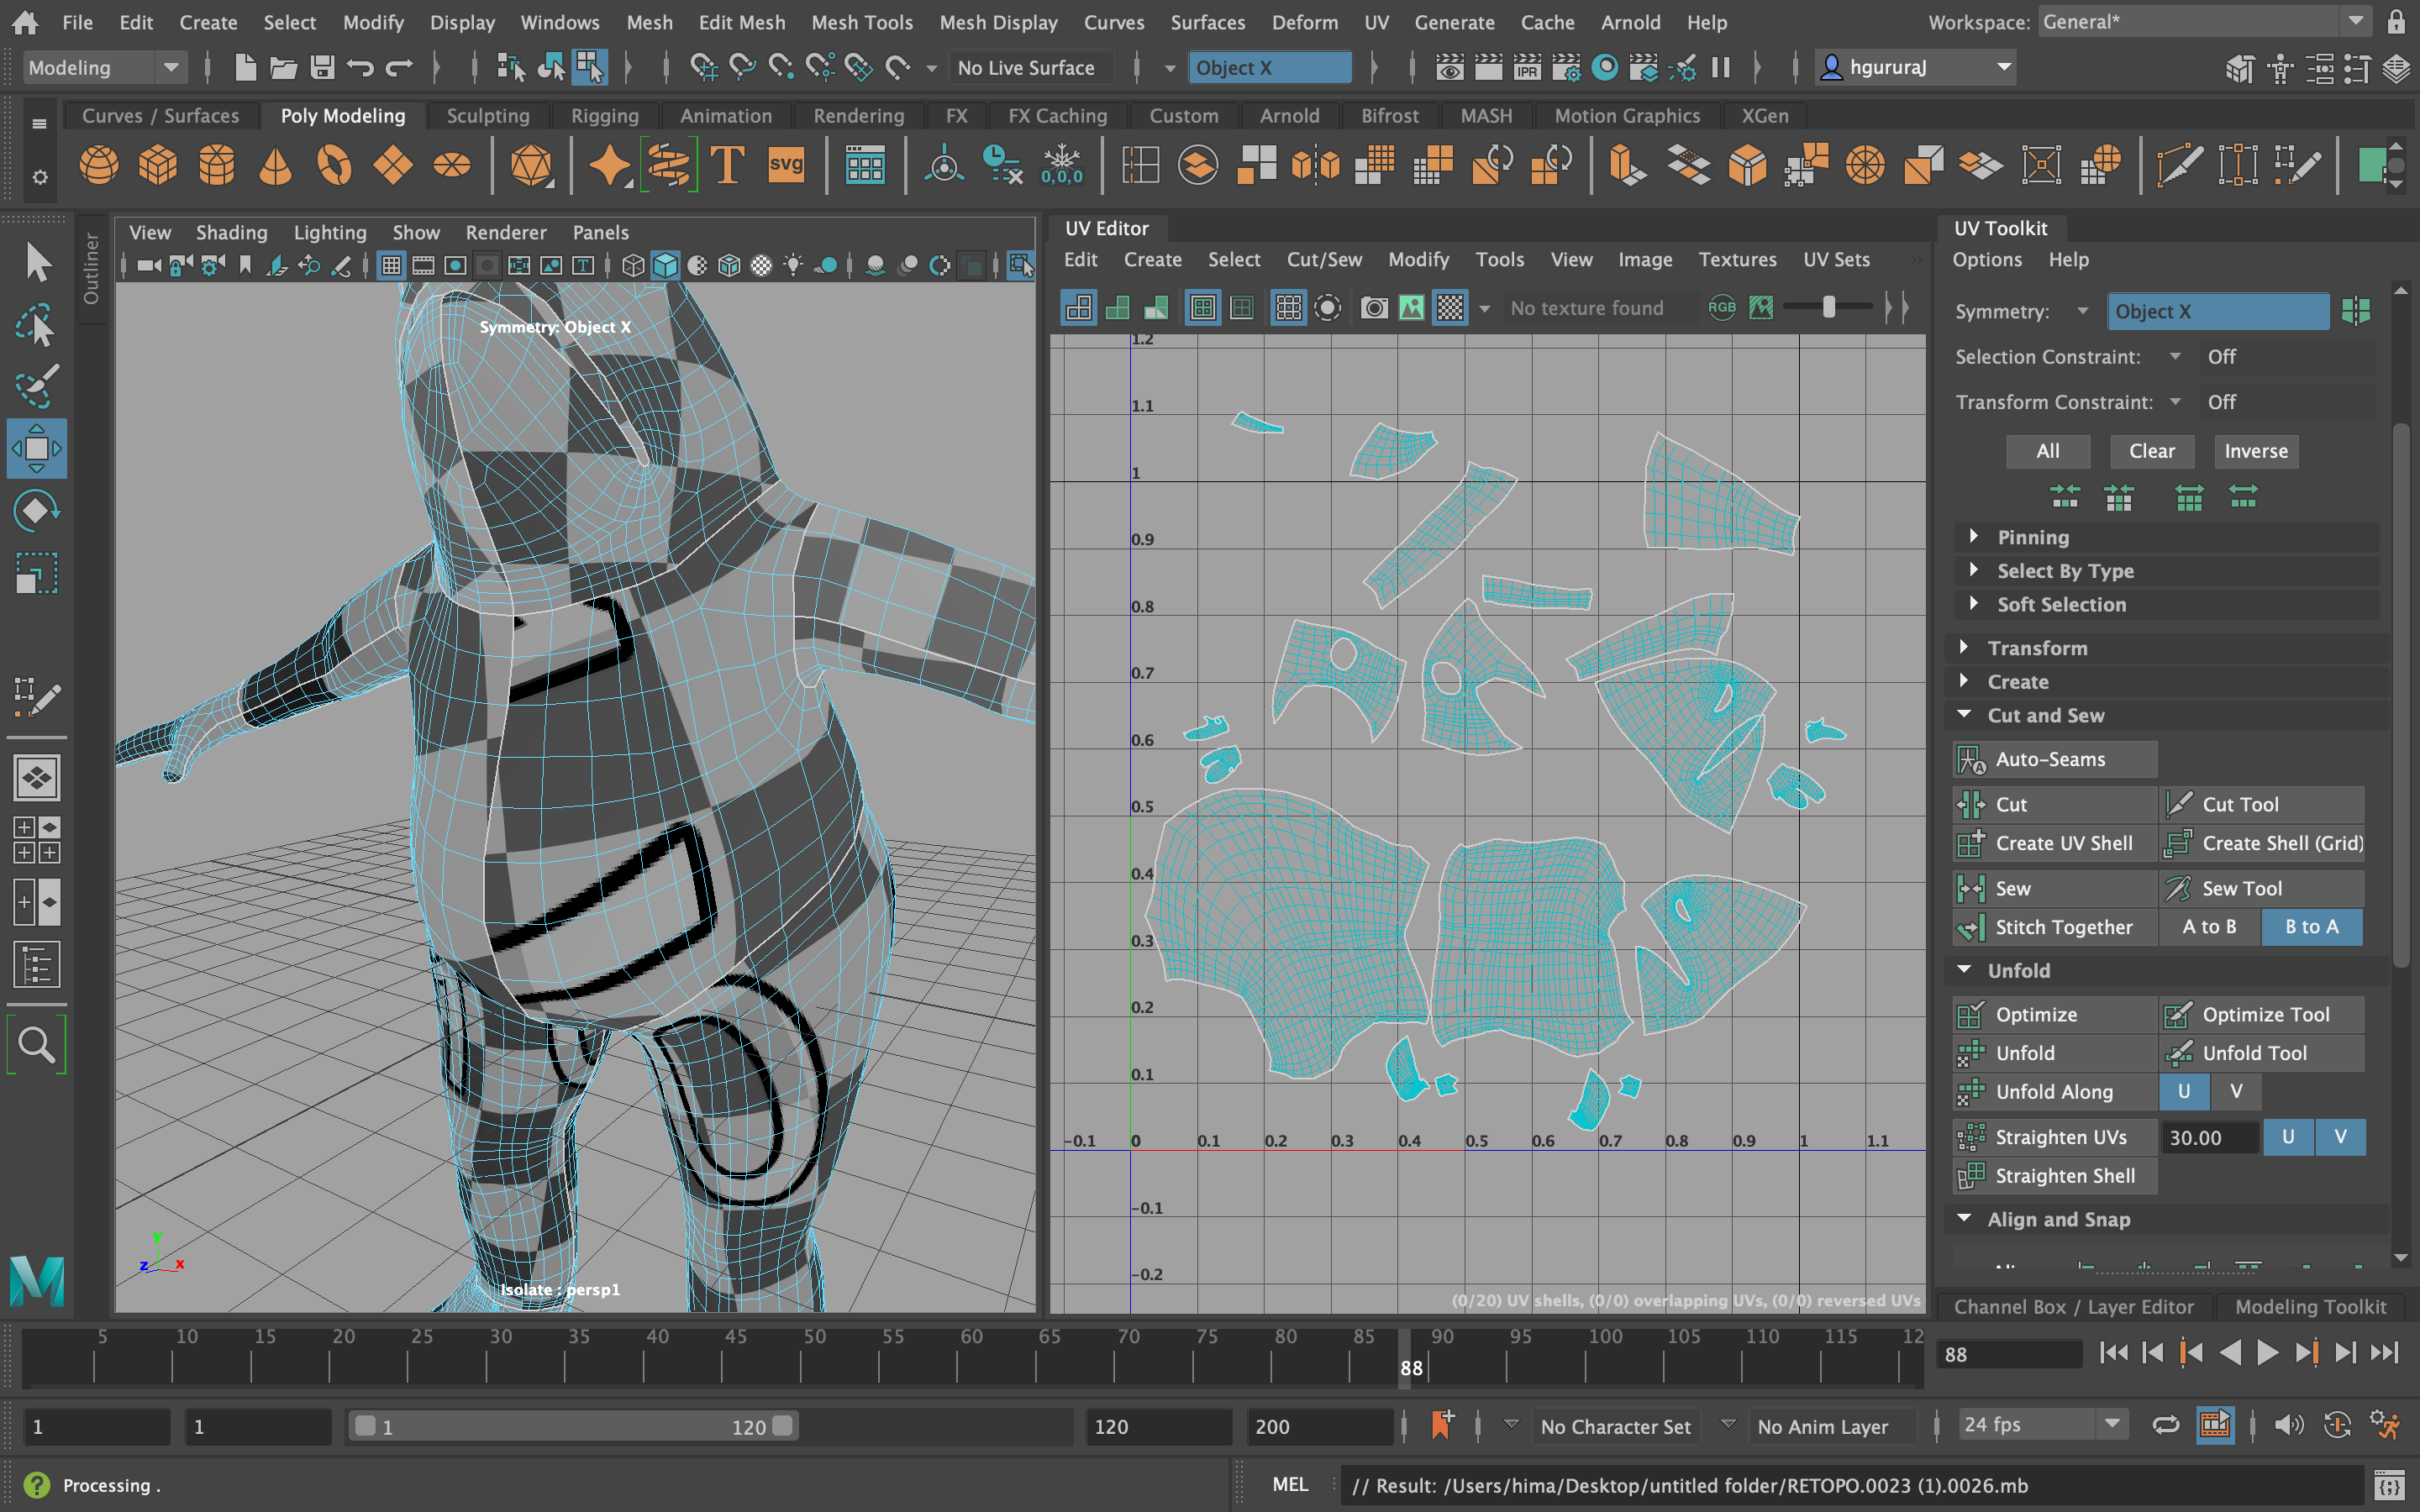 File Edit Create Select Modify Display Windows Mesh Edit Mesh Mesh Tools Mesh Display Curves Surfaces Deform UV Generate Cache Arnold Help Workspace: General*
Modeling No Live Surface Object X IPR hgururaJ
Curves / Surfaces Poly Modeling Sculpting Rigging Animation Rendering FX FX Caching Custom Arnold Bifrost MASH Motion Graphics XGen
T svg 0,0,0
Outliner
View Shading Lighting Show Renderer Panels
Symmetry: Object X
y
z x
Isolate : persp1
UV Editor
Edit Create Select Cut/Sew Modify Tools View Image Textures UV Sets
No texture found RGB
1.2
1.1
1
0.9
0.8
0.7
0.6
0.5
0.4
0.3
0.2
0.1
-0.1 0 0.1 0.2 0.3 0.4 0.5 0.6 0.7 0.8 0.9 1 1.1
-0.1
-0.2
(0/20) UV shells, (0/0) overlapping UVs, (0/0) reversed UVs
UV Toolkit
Options Help
Symmetry: Object X
Selection Constraint: Off
Transform Constraint: Off
All Clear Inverse
Pinning
Select By Type
Soft Selection
Transform
Create
Cut and Sew
Auto-Seams
Cut Cut Tool
Create UV Shell Create Shell (Grid)
Sew Sew Tool
Stitch Together A to B B to A
Unfold
Optimize Optimize Tool
Unfold Unfold Tool
Unfold Along U V
Straighten UVs 30.00 U V
Straighten Shell
Align and Snap
Channel Box / Layer Editor Modeling Toolkit
5 10 15 20 25 30 35 40 45 50 55 60 65 70 75 80 85 90 95 100 105 110 115 12
88 88
1 1 1 120 120 200 No Character Set No Anim Layer 24 fps
Processing . MEL // Result: /Users/hima/Desktop/untitled folder/RETOPO.0023 (1).0026.mb